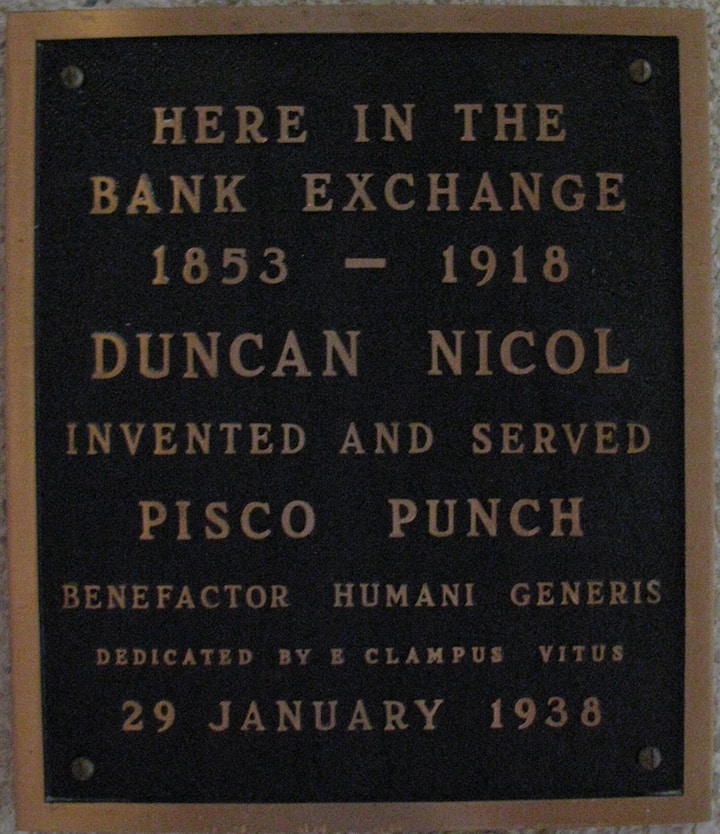 HERE IN THE
BANK EXCHANGE
1853 — 1918
DUNCAN NICOL
INVENTED AND SERVED
PISCO PUNCH
BENEFACTOR HUMANI GENERIS
DEDICATED BY E CLAMPUS VITUS
29 JANUARY 1938